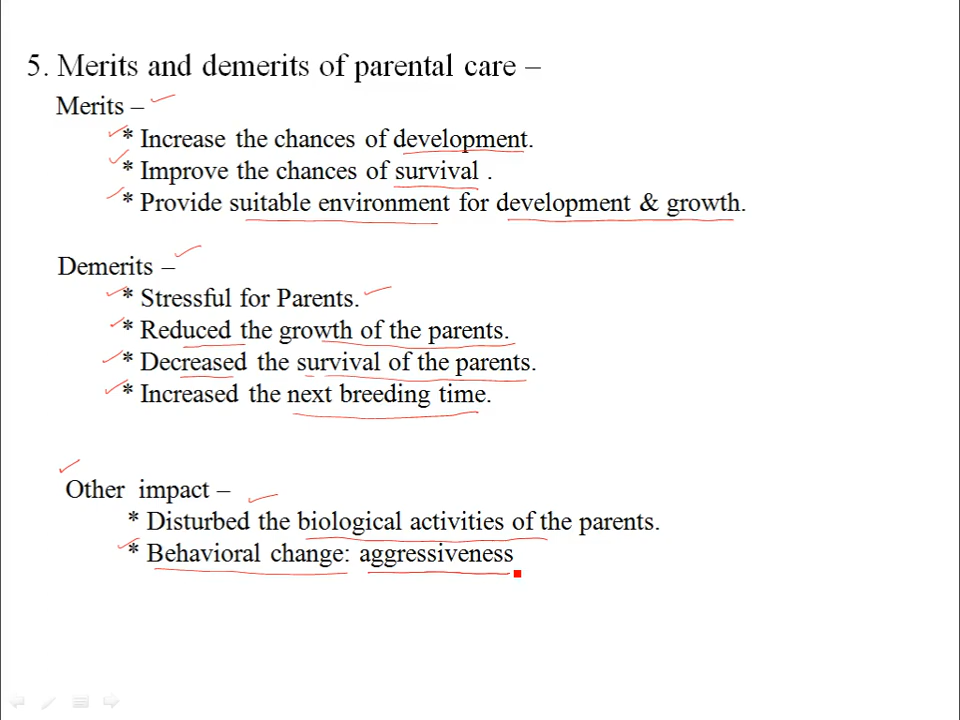 5. Merits and demerits of parental care –
Merits –
* Increase the chances of development.
* Improve the chances of survival .
* Provide suitable environment for development & growth.
Demerits –
* Stressful for Parents.
* Reduced the growth of the parents.
* Decreased the survival of the parents.
* Increased the next breeding time.
Other impact –
* Disturbed the biological activities of the parents.
* Behavioral change: aggressiveness